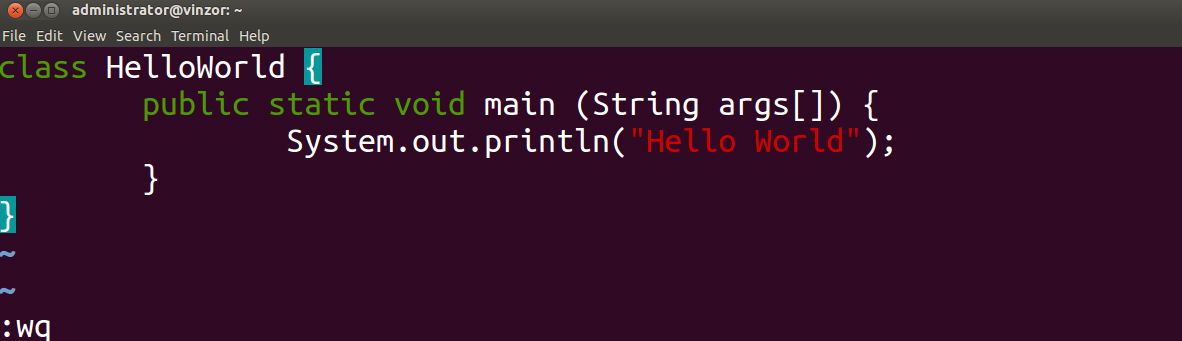 administrator@vinzor: ~
File Edit View Search Terminal Help
class HelloWorld {
        public static void main (String args[]) {
                System.out.println("Hello World");
        }
}
~
~
:wq